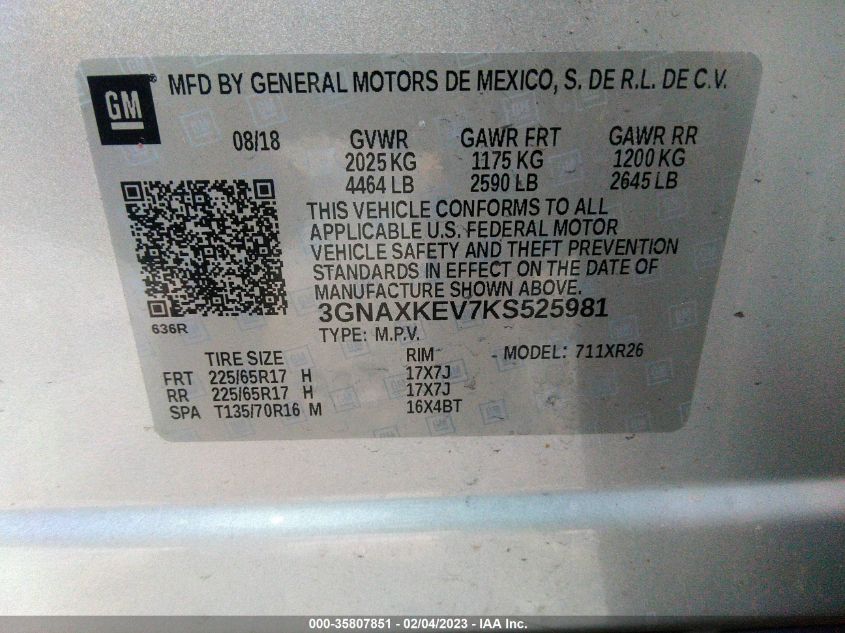 GM ® MFD BY GENERAL MOTORS DE MEXICO, S. DE R.L. DE C.V.
08/18 GVWR GAWR FRT GAWR RR
2025 KG 1175 KG 1200 KG
4464 LB 2590 LB 2645 LB
THIS VEHICLE CONFORMS TO ALL
APPLICABLE U.S. FEDERAL MOTOR
VEHICLE SAFETY AND THEFT PREVENTION
STANDARDS IN EFFECT ON THE DATE OF
MANUFACTURE SHOWN ABOVE.
3GNAXKEV7KS525981
636R
TYPE: M.P.V.
TIRE SIZE RIM MODEL: 711XR26
FRT 225/65R17 H 17X7J
RR 225/65R17 H 17X7J
SPA T135/70R16 M 16X4BT
000-35807851 - 02/04/2023 - IAA Inc.